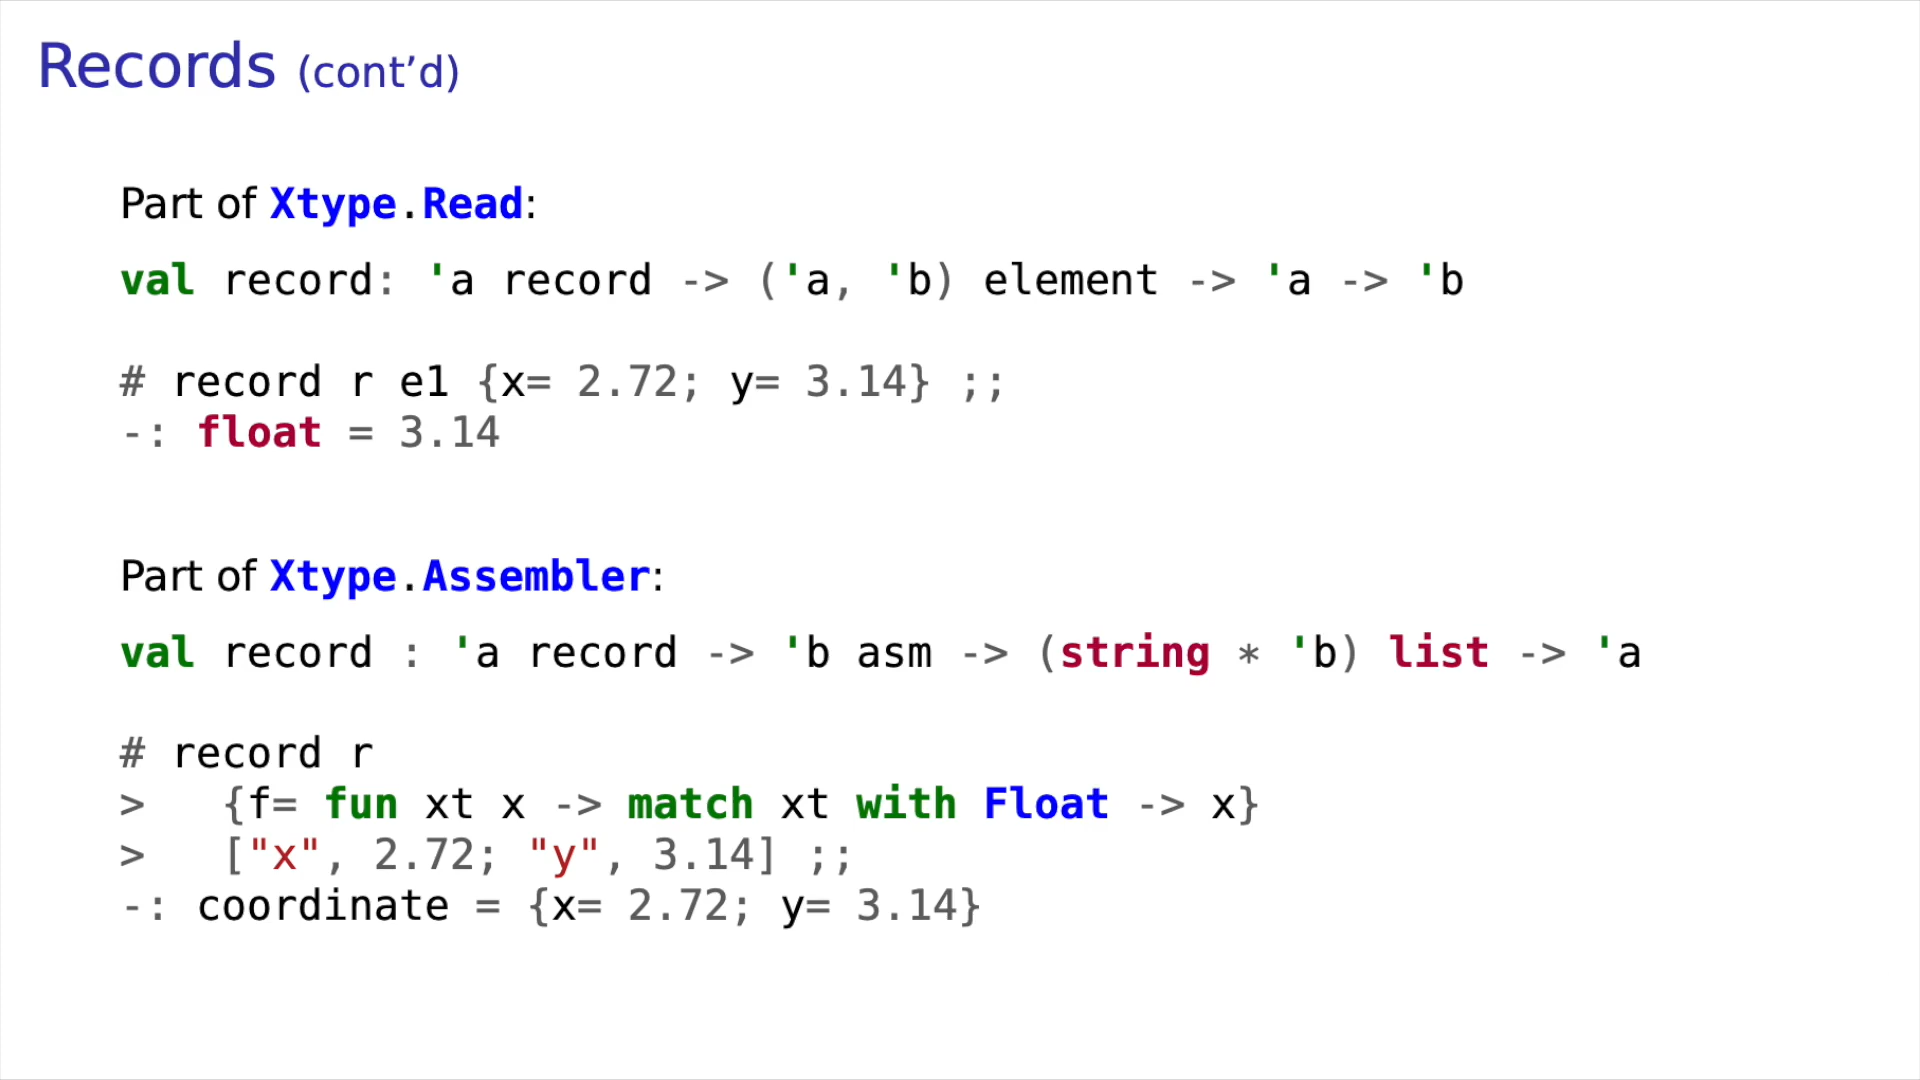 Records (cont’d)
Part of Xtype.Read:
val record: 'a record -> ('a, 'b) element -> 'a -> 'b
# record r e1 {x= 2.72; y= 3.14} ;;
-: float = 3.14
Part of Xtype.Assembler:
val record : 'a record -> 'b asm -> (string * 'b) list -> 'a
# record r
>   {f= fun xt x -> match xt with Float -> x}
>   ["x", 2.72; "y", 3.14] ;;
-: coordinate = {x= 2.72; y= 3.14}